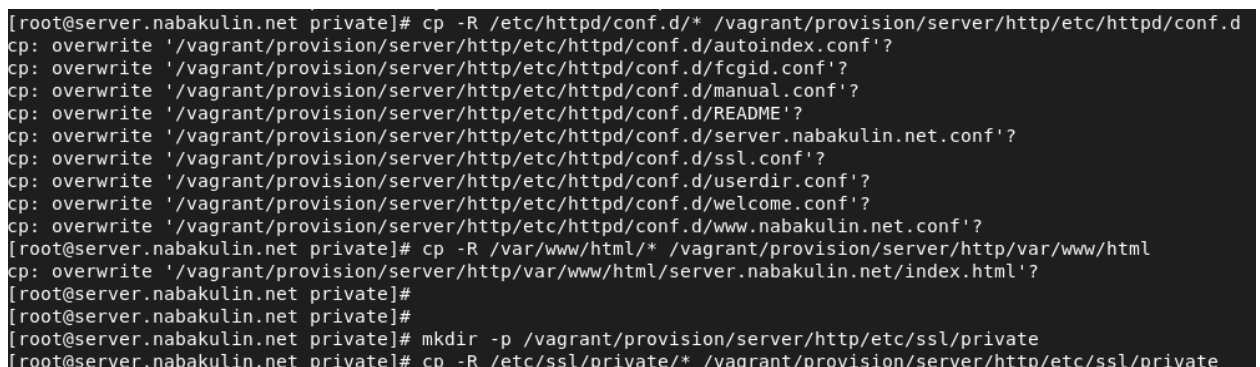 [root@server.nabakulin.net private]# cp -R /etc/httpd/conf.d/* /vagrant/provision/server/http/etc/httpd/conf.d
cp: overwrite '/vagrant/provision/server/http/etc/httpd/conf.d/autoindex.conf'?
cp: overwrite '/vagrant/provision/server/http/etc/httpd/conf.d/fcgid.conf'?
cp: overwrite '/vagrant/provision/server/http/etc/httpd/conf.d/manual.conf'?
cp: overwrite '/vagrant/provision/server/http/etc/httpd/conf.d/README'?
cp: overwrite '/vagrant/provision/server/http/etc/httpd/conf.d/server.nabakulin.net.conf'?
cp: overwrite '/vagrant/provision/server/http/etc/httpd/conf.d/ssl.conf'?
cp: overwrite '/vagrant/provision/server/http/etc/httpd/conf.d/userdir.conf'?
cp: overwrite '/vagrant/provision/server/http/etc/httpd/conf.d/welcome.conf'?
cp: overwrite '/vagrant/provision/server/http/etc/httpd/conf.d/www.nabakulin.net.conf'?
[root@server.nabakulin.net private]# cp -R /var/www/html/* /vagrant/provision/server/http/var/www/html
cp: overwrite '/vagrant/provision/server/http/var/www/html/server.nabakulin.net/index.html'?
[root@server.nabakulin.net private]#
[root@server.nabakulin.net private]#
[root@server.nabakulin.net private]# mkdir -p /vagrant/provision/server/http/etc/ssl/private
[root@server.nabakulin.net private]# cp -R /etc/ssl/private/* /vagrant/provision/server/http/etc/ssl/private